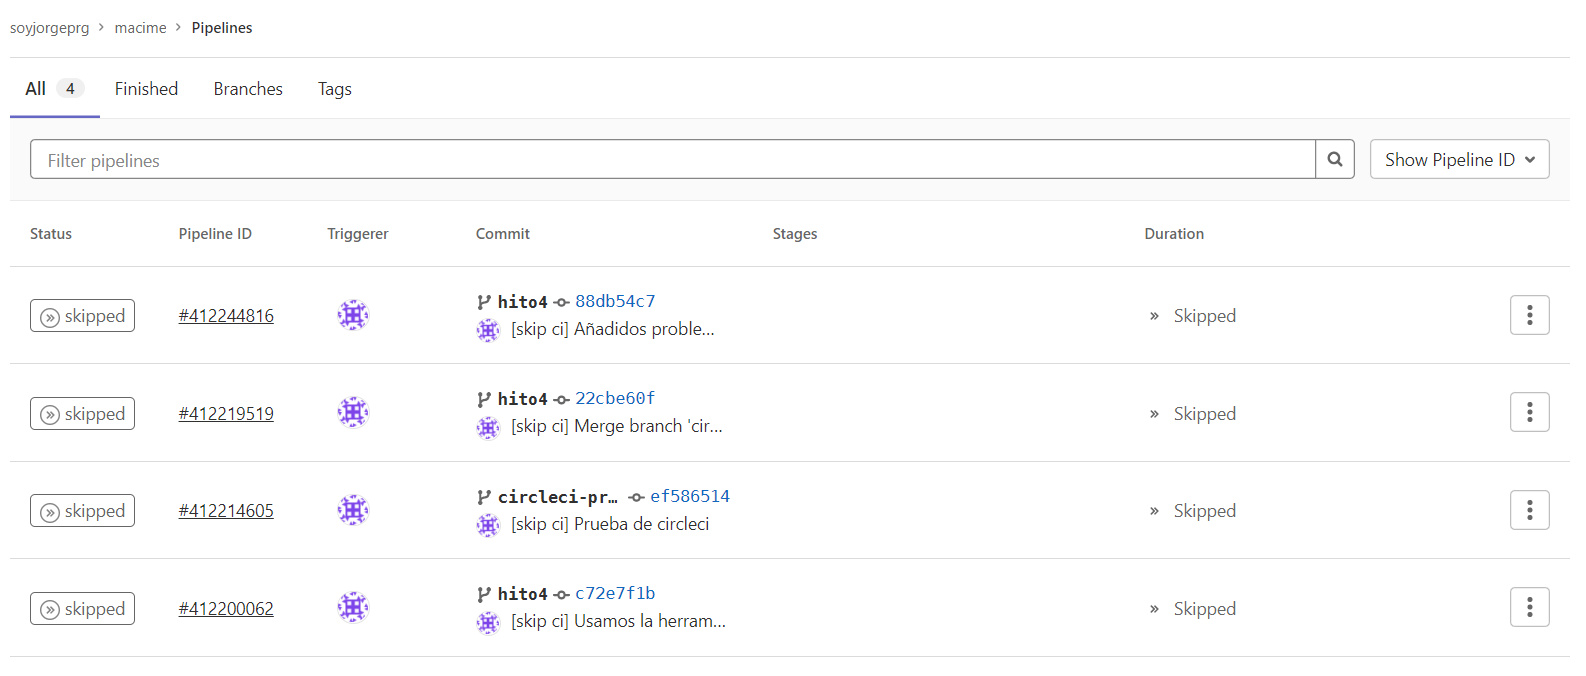 soyjorgeprg > macime > Pipelines
All 4 Finished Branches Tags
Filter pipelines Show Pipeline ID
Status Pipeline ID Triggerer Commit Stages Duration
skipped #412244816 hito4 88db54c7 » Skipped
[skip ci] Añadidos proble...
skipped #412219519 hito4 22cbe60f » Skipped
[skip ci] Merge branch 'cir...
skipped #412214605 circleci-pr… ef586514 » Skipped
[skip ci] Prueba de circleci
skipped #412200062 hito4 c72e7f1b » Skipped
[skip ci] Usamos la herram...